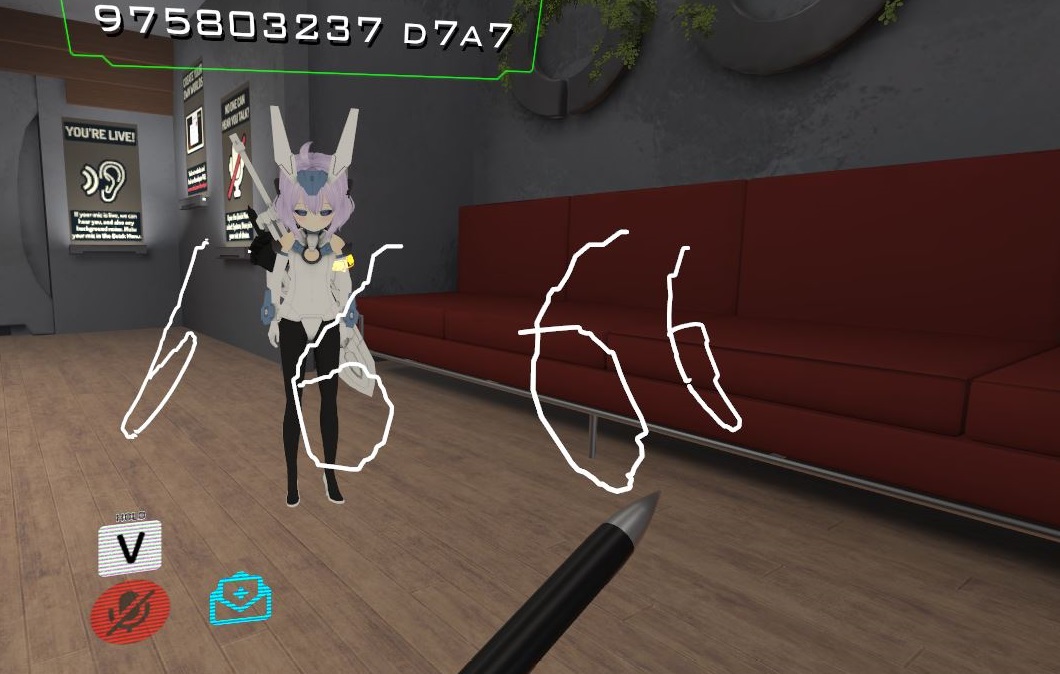 975803237 D7A7
YOU'RE LIVE!
If your mic is live, we can
hear you, and also any
background noise. Mute
your mic in the Quick Menu.
CREATE YOUR
OWN WORLDS
NO ONE CAN
HEAR YOU TALK?
6 6 6 6
HOLD
V